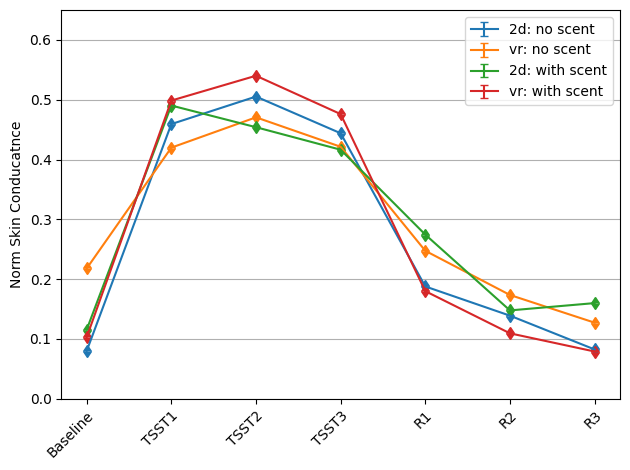 2d: no scent
vr: no scent
2d: with scent
vr: with scent
Norm Skin Conducatnce
0.6
0.5
0.4
0.3
0.2
0.1
0.0
Baseline
TSST1
TSST2
TSST3
R1
R2
R3